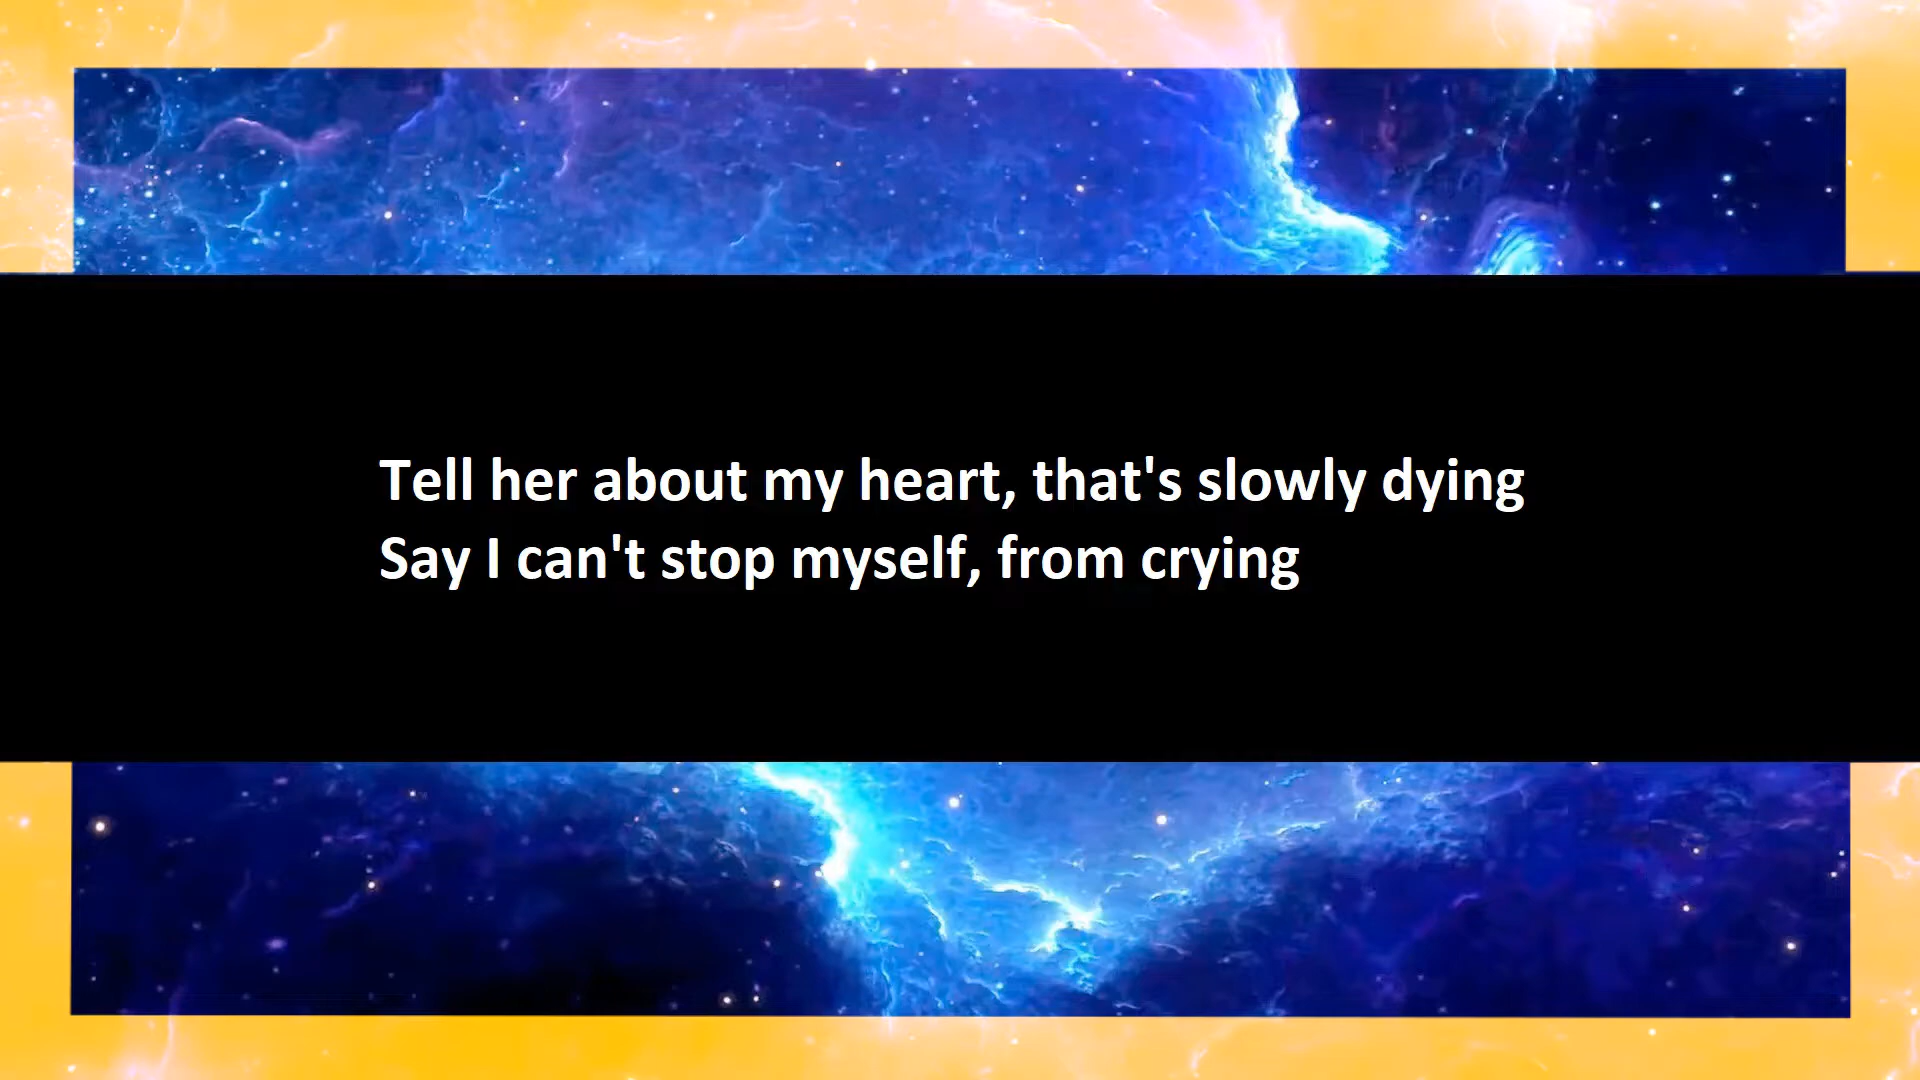 Tell her about my heart, that's slowly dying
Say I can't stop myself, from crying